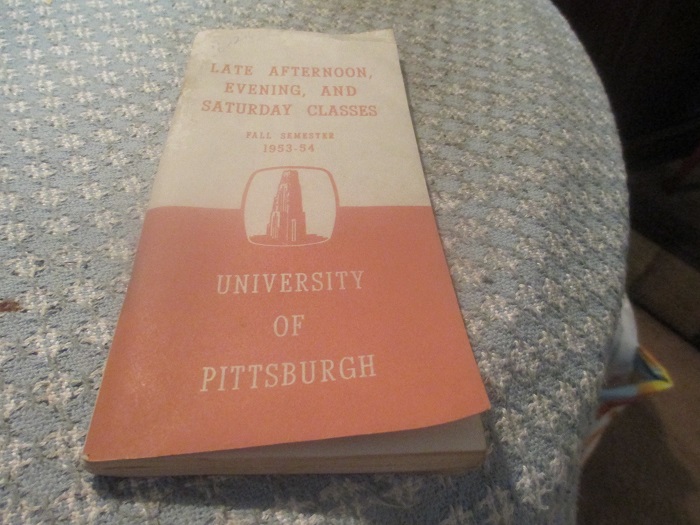 LATE AFTERNOON,
EVENING, AND
SATURDAY CLASSES
FALL SEMESTER
1953-54
UNIVERSITY
OF
PITTSBURGH